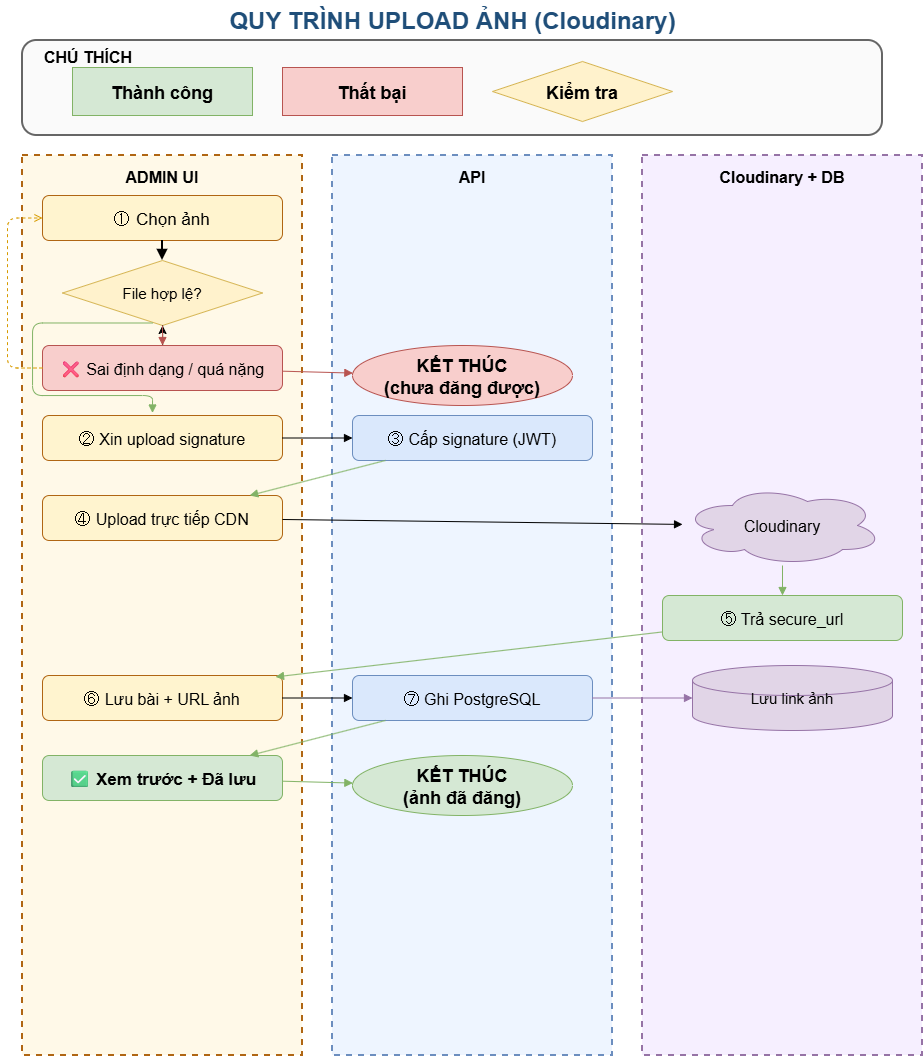 QUY TRÌNH UPLOAD ẢNH (Cloudinary)
CHÚ THÍCH
Thành công
Thất bại
Kiểm tra
ADMIN UI
API
Cloudinary + DB
① Chọn ảnh
File hợp lệ?
❌ Sai định dạng / quá nặng
KẾT THÚC
(chưa đăng được)
② Xin upload signature
③ Cấp signature (JWT)
④ Upload trực tiếp CDN
Cloudinary
⑤ Trả secure_url
⑥ Lưu bài + URL ảnh
⑦ Ghi PostgreSQL
Lưu link ảnh
✅ Xem trước + Đã lưu
KẾT THÚC
(ảnh đã đăng)